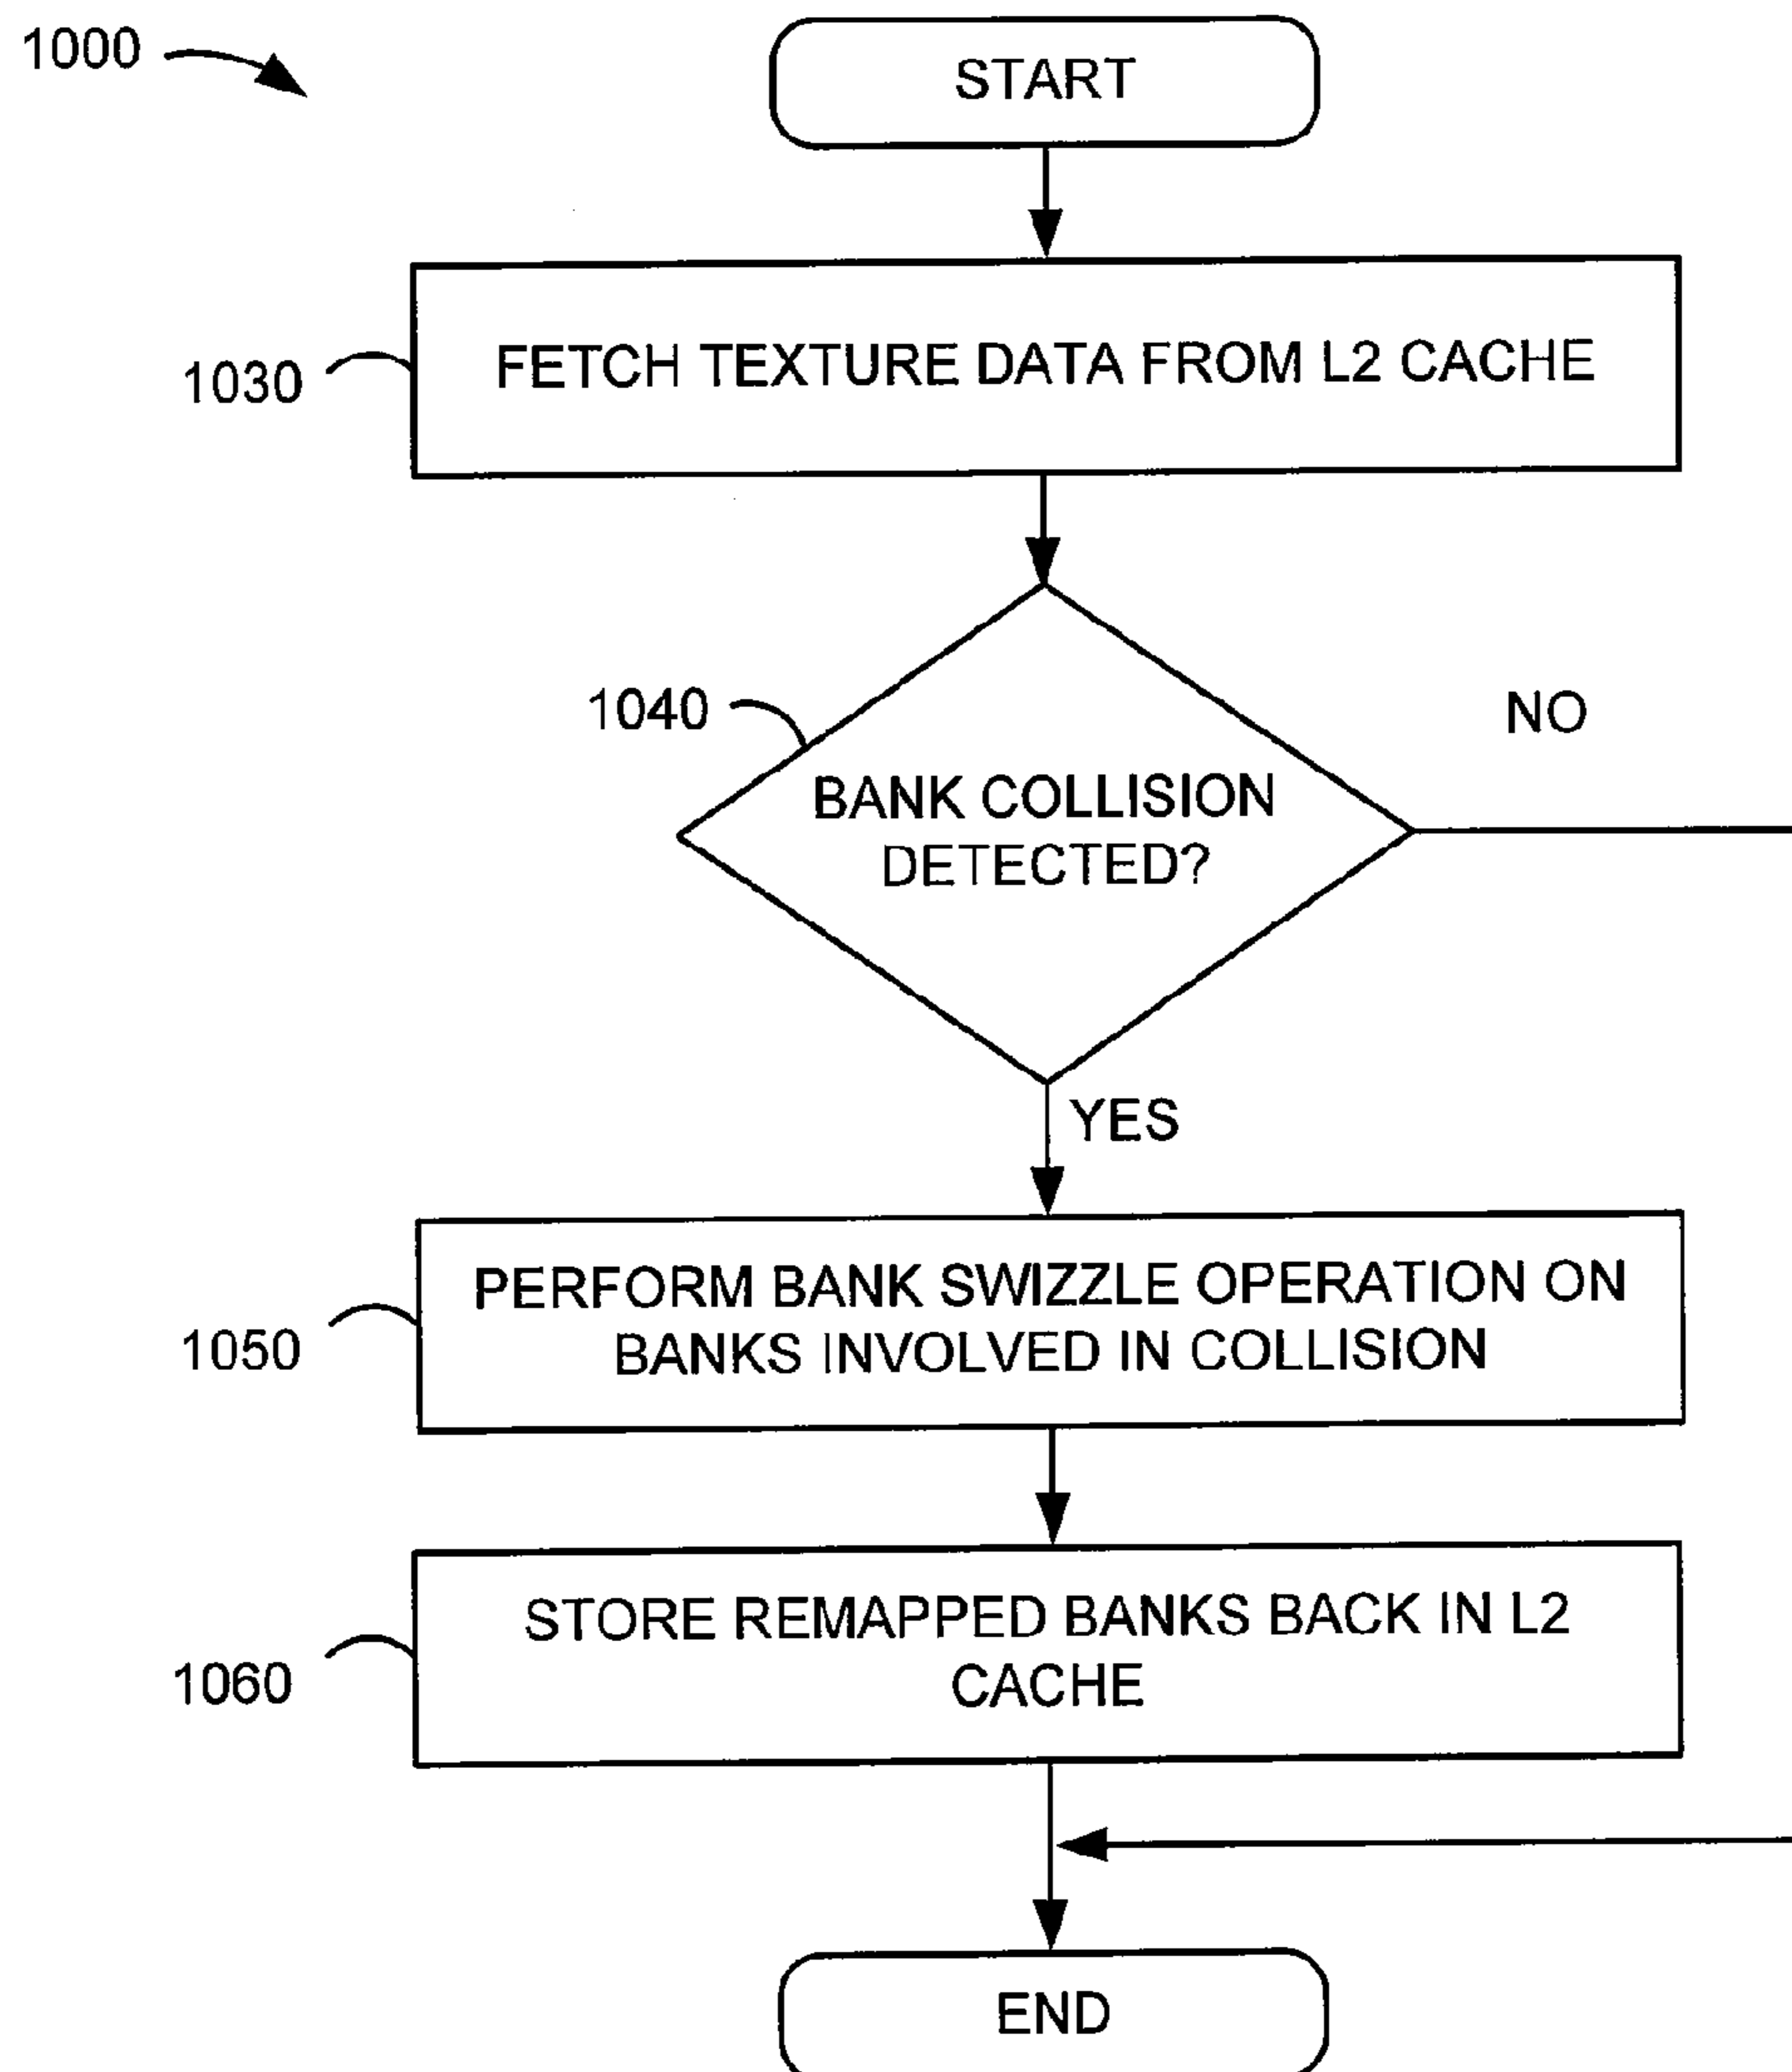 1000
START
1030
FETCH TEXTURE DATA FROM L2 CACHE
1040
NO
BANK COLLISION
DETECTED?
YES
1050
PERFORM BANK SWIZZLE OPERATION ON
BANKS INVOLVED IN COLLISION
1060
STORE REMAPPED BANKS BACK IN L2
CACHE
END